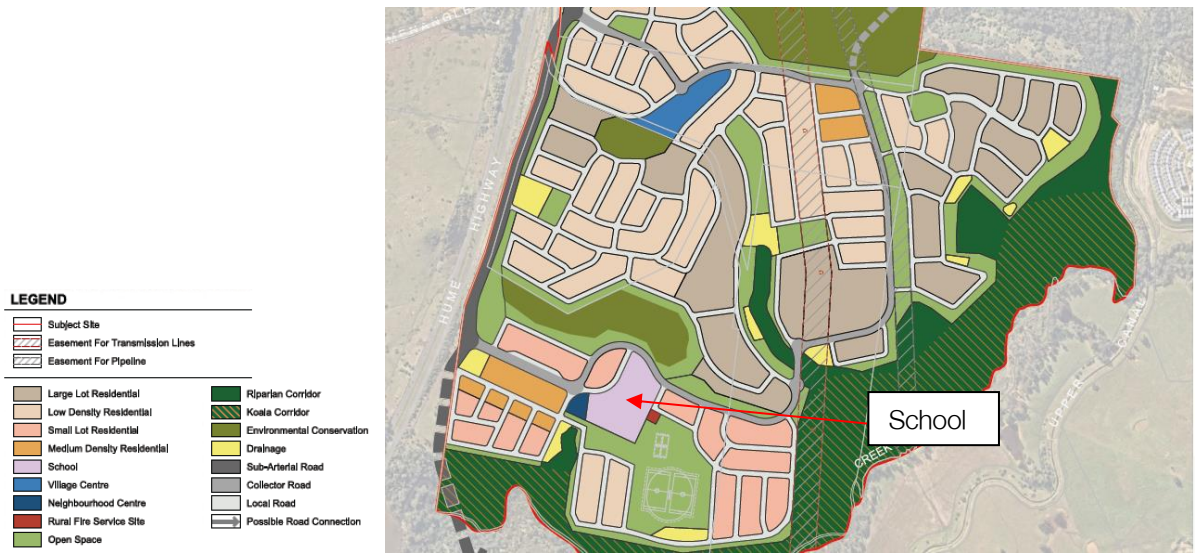 HUME HIGHWAY
UPPER CANAL
CREEK
School
LEGEND
Subject Site
Easement For Transmission Lines
Easement For Pipeline
Large Lot Residential
Low Density Residential
Small Lot Residential
Medium Density Residential
School
Village Centre
Neighbourhood Centre
Rural Fire Service Site
Open Space
Riparian Corridor
Koala Corridor
Environmental Conservation
Drainage
Sub-Arterial Road
Collector Road
Local Road
Possible Road Connection